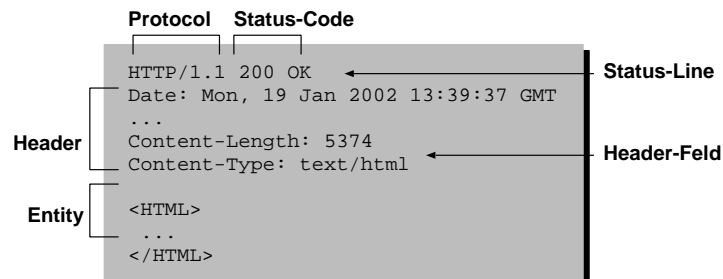 Protocol Status-Code
HTTP/1.1 200 OK
Status-Line
Date: Mon, 19 Jan 2002 13:39:37 GMT
...
Header
Content-Length: 5374
Content-Type: text/html
Header-Feld
Entity
<HTML>
...
</HTML>